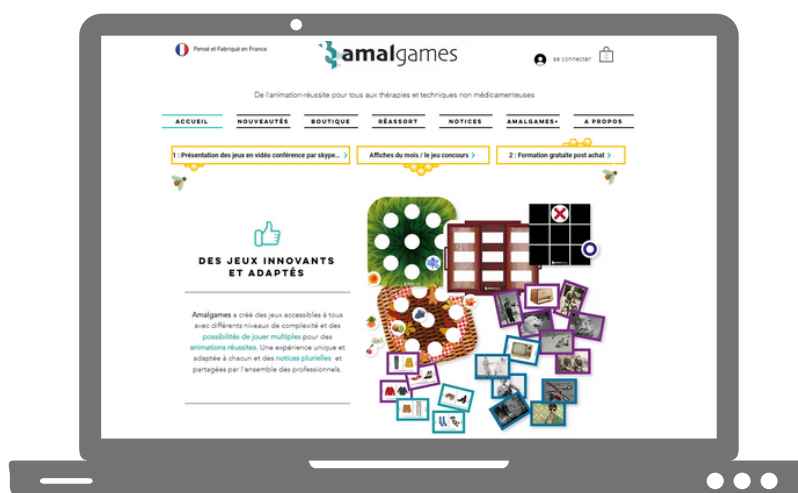 Pensé et Fabriqué en France
amalgames
se connecter
0
De l'animation-réussite pour tous aux thérapies et techniques non médicamenteuses
ACCUEIL NOUVEAUTÉS BOUTIQUE RÉASSORT NOTICES AMALGAMES+ A PROPOS
1 : Présentation des jeux en vidéo conférence par skype... >
Affiches du mois / le jeu concours >
2 : Formation gratuite post achat >
DES JEUX INNOVANTS
ET ADAPTÉS
Amalgames a créé des jeux accessibles à tous
avec différents niveaux de complexité et des
possibilités de jouer multiples pour des
animations réussites. Une expérience unique et
adaptée à chacun et des notices plurielles et
partagées par l'ensemble des professionnels.